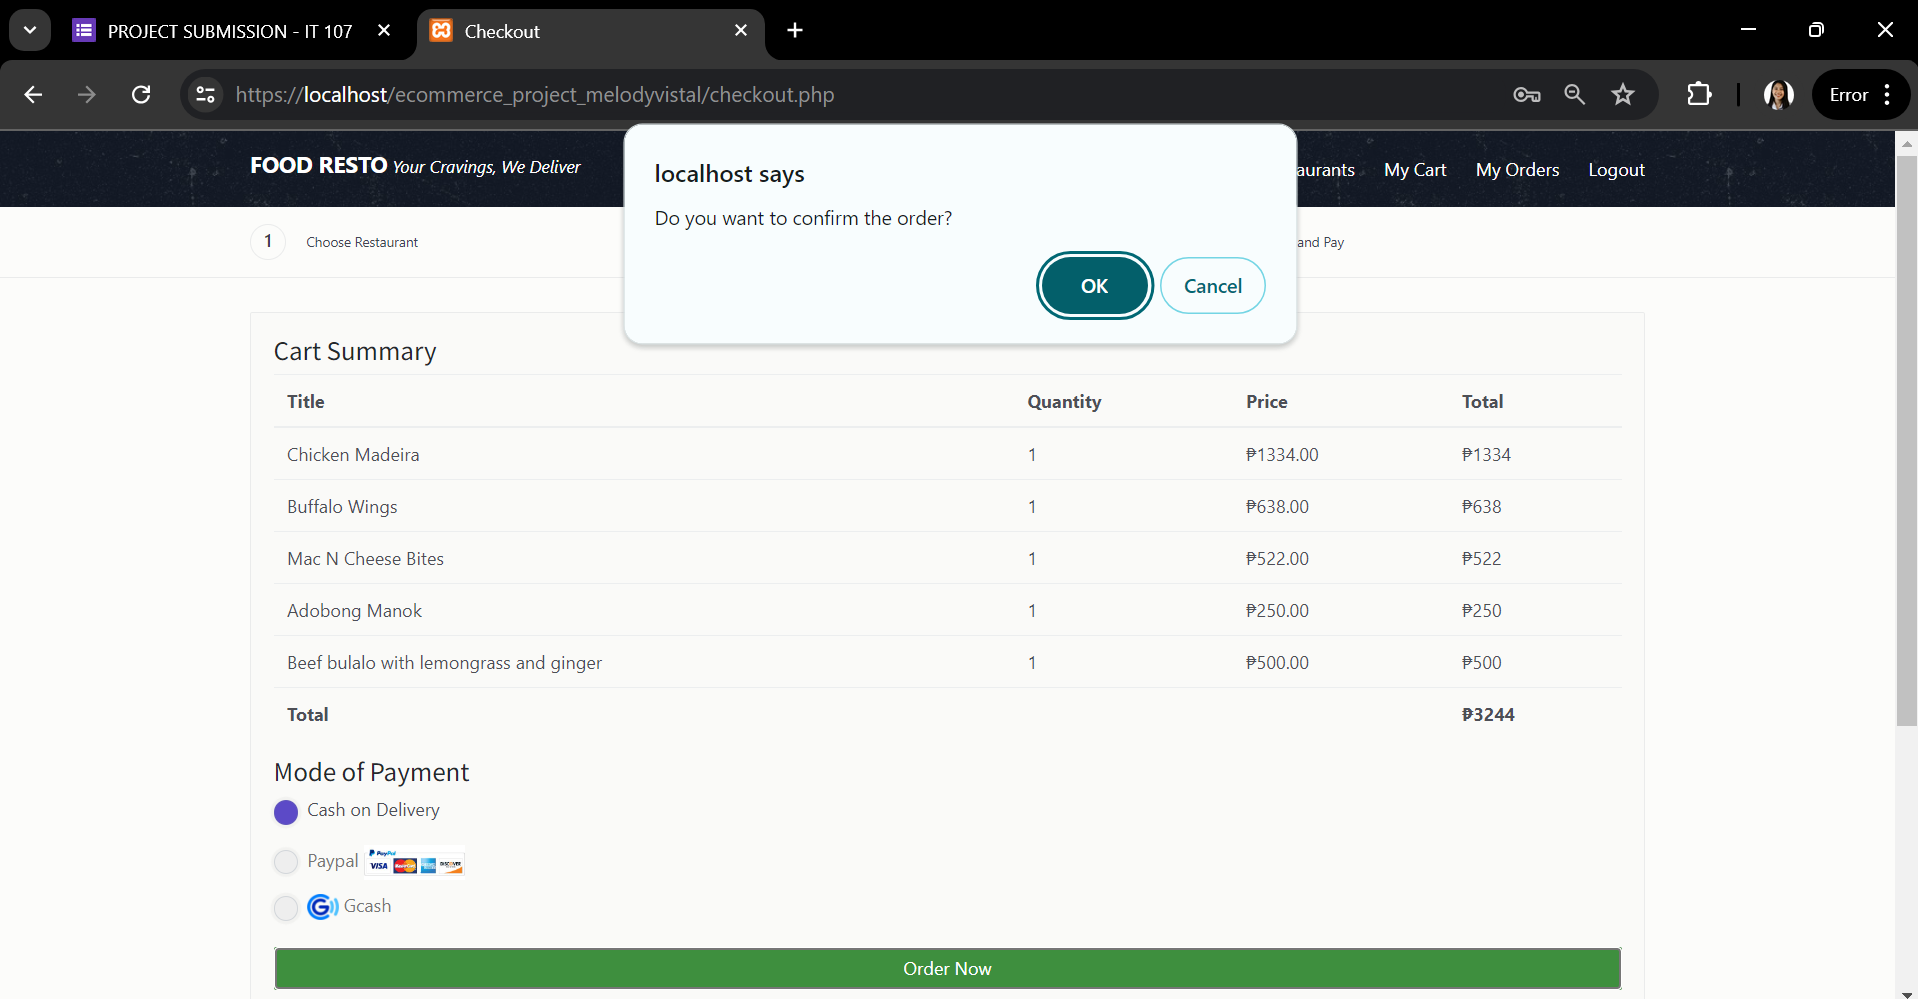 PROJECT SUBMISSION - IT 107
Checkout
https://localhost/ecommerce_project_melodyvistal/checkout.php
Error
FOOD RESTO Your Cravings, We Deliver
aurants My Cart My Orders Logout
localhost says
Do you want to confirm the order?
OK Cancel
1 Choose Restaurant
and Pay
Cart Summary
Title Quantity Price Total
Chicken Madeira 1 ₱1334.00 ₱1334
Buffalo Wings 1 ₱638.00 ₱638
Mac N Cheese Bites 1 ₱522.00 ₱522
Adobong Manok 1 ₱250.00 ₱250
Beef bulalo with lemongrass and ginger 1 ₱500.00 ₱500
Total ₱3244
Mode of Payment
Cash on Delivery
Paypal PayPal VISA MasterCard DISCOVER
G Gcash
Order Now